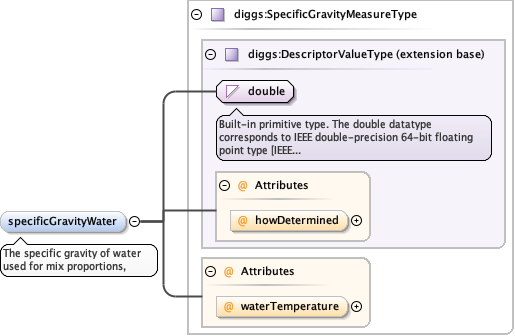 diggs:SpecificGravityMeasureType
diggs:DescriptorValueType (extension base)
double
Built-in primitive type. The double datatype
corresponds to IEEE double-precision 64-bit floating
point type [IEEE...
@ Attributes
howDetermined
specificGravityWater
The specific gravity of water
used for mix proportions,
@ Attributes
waterTemperature